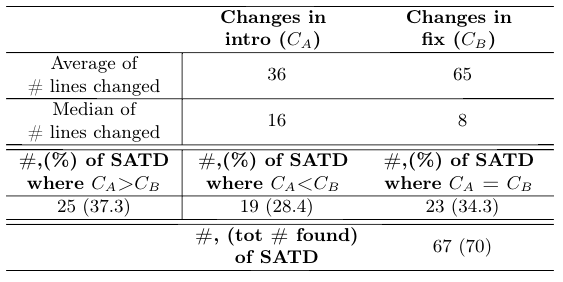 Changes in Changes in
intro (C_A) fix (C_B)
Average of
# lines changed 36 65
Median of
# lines changed 16 8
#,(%) of SATD #,(%) of SATD #,(%) of SATD
where C_A>C_B where C_A<C_B where C_A = C_B
25 (37.3) 19 (28.4) 23 (34.3)
#, (tot # found)
of SATD 67 (70)